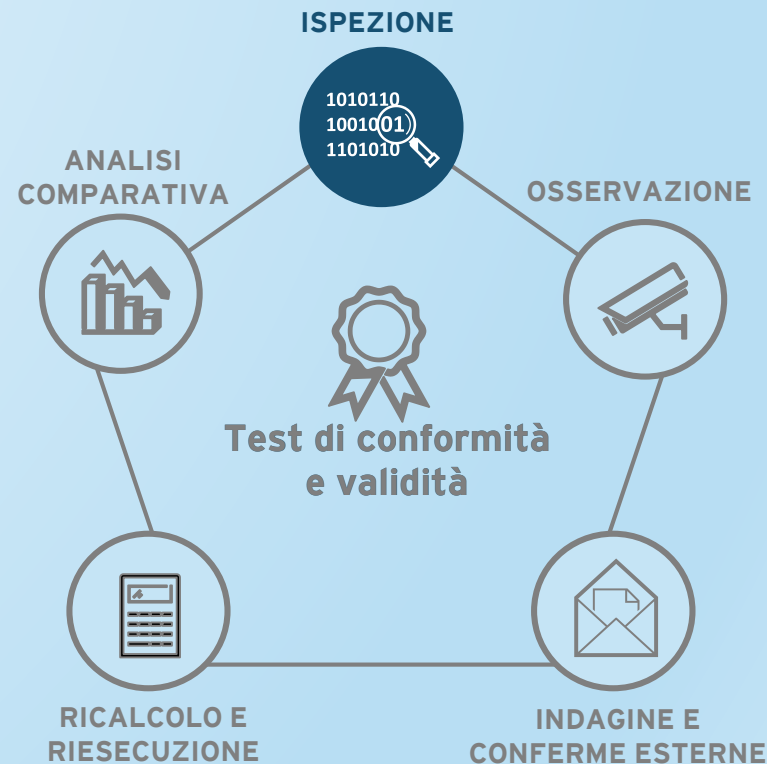 ISPEZIONE
1010110
1001001
1101010
ANALISI
COMPARATIVA
OSSERVAZIONE
Test di conformità
e validità
RICALCOLO E
RIESECUZIONE
INDAGINE E
CONFERME ESTERNE